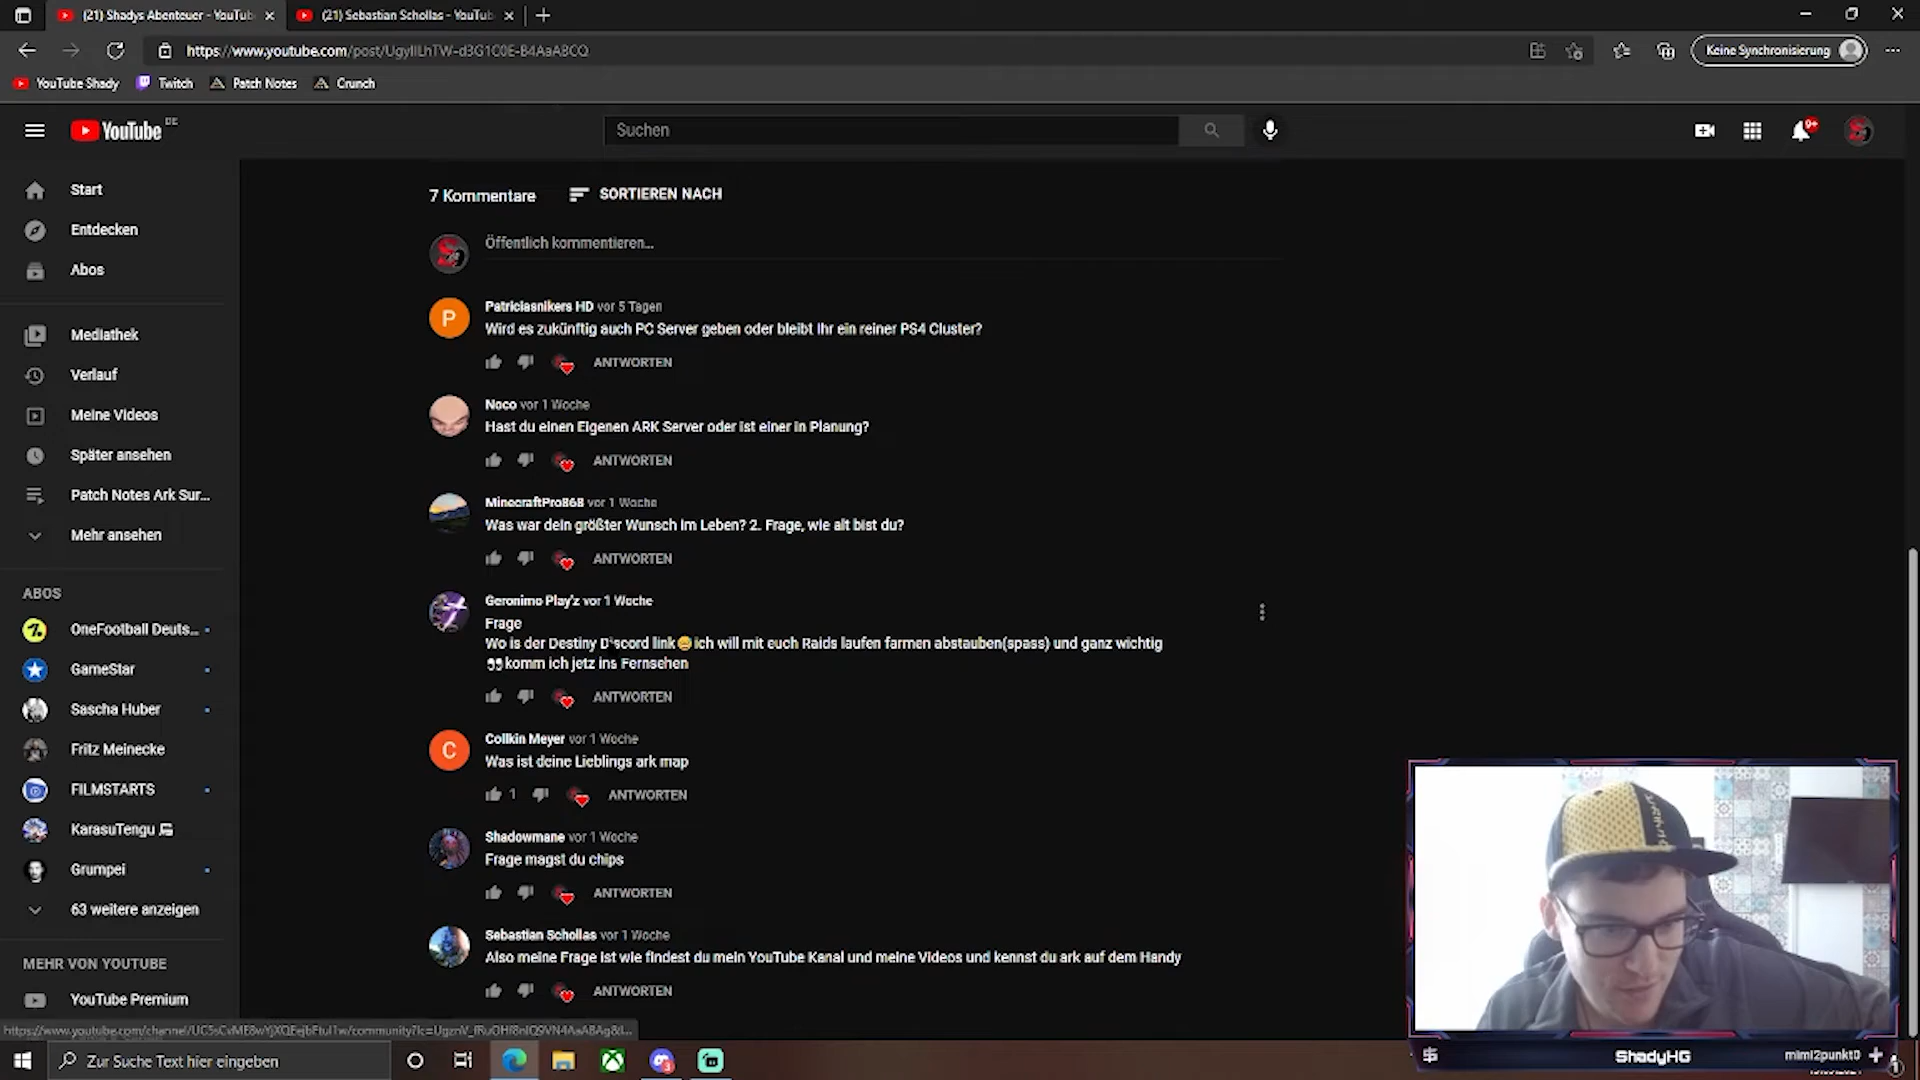 (21) Shadys Abenteuer - YouTub
(21) Sebastian Schollas - YouTub
https://www.youtube.com/post/UgyIILhTW-d3G1C0E-B4AaABCQ
Keine Synchronisierung
YouTube Shady
Twitch
Patch Notes
Crunch
YouTube DE
Suchen
9+
Start
Entdecken
Abos
Mediathek
Verlauf
Meine Videos
Später ansehen
Patch Notes Ark Sur...
Mehr ansehen
ABOS
OneFootball Deuts...
GameStar
Sascha Huber
Fritz Meinecke
FILMSTARTS
KarasuTengu
Grumpei
63 weitere anzeigen
MEHR VON YOUTUBE
YouTube Premium
7 Kommentare
SORTIEREN NACH
Öffentlich kommentieren...
P
Patriciasnikers HD vor 5 Tagen
Wird es zukünftig auch PC Server geben oder bleibt Ihr ein reiner PS4 Cluster?
ANTWORTEN
Noco vor 1 Woche
Hast du einen Eigenen ARK Server oder ist einer in Planung?
ANTWORTEN
MinecraftPro868 vor 1 Woche
Was war dein größter Wunsch im Leben? 2. Frage, wie alt bist du?
ANTWORTEN
Geronimo Play'z vor 1 Woche
Frage
Wo is der Destiny Discord link😅ich will mit euch Raids laufen farmen abstauben(spass) und ganz wichtig
👀komm ich jetz ins Fernsehen
ANTWORTEN
C
Collkin Meyer vor 1 Woche
Was ist deine Lieblings ark map
1
ANTWORTEN
Shadowmane vor 1 Woche
Frage magst du chips
ANTWORTEN
Sebastian Schollas vor 1 Woche
Also meine Frage ist wie findest du mein YouTube Kanal und meine Videos und kennst du ark auf dem Handy
ANTWORTEN
Zur Suche Text hier eingeben
ShadyHG
mimi2punkt0